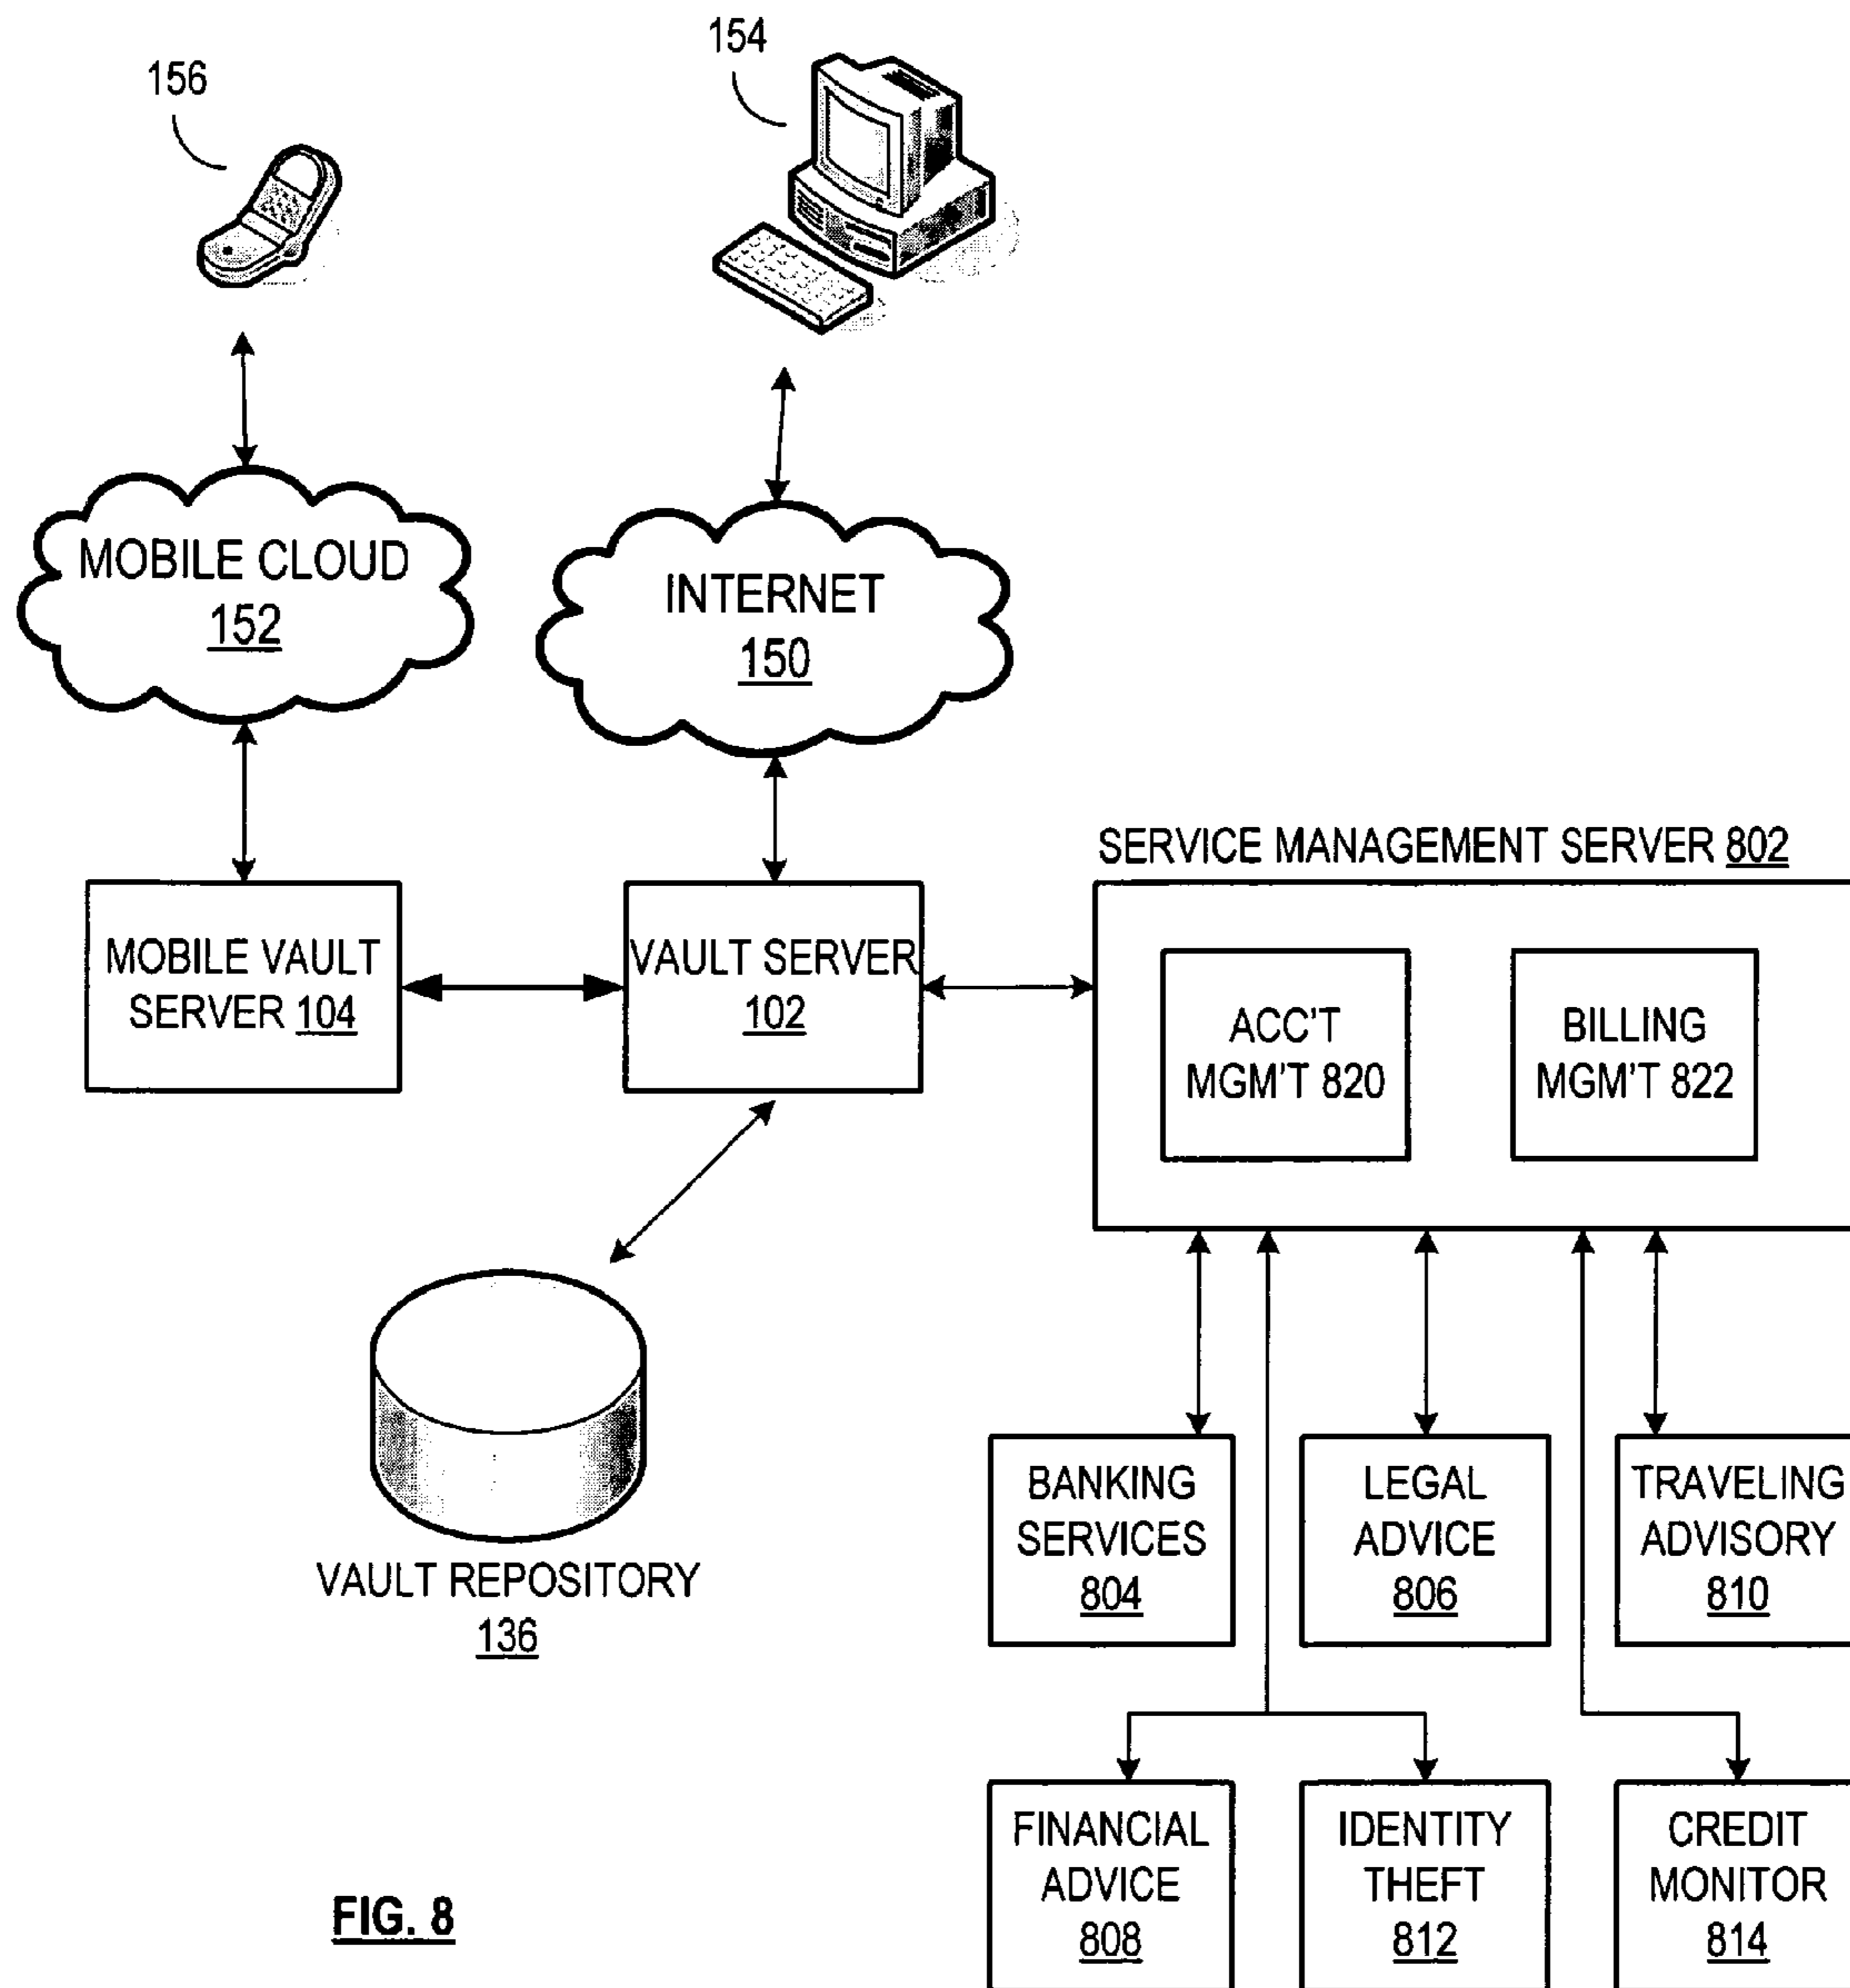 154
156
MOBILE CLOUD
152
INTERNET
150
SERVICE MANAGEMENT SERVER 802
MOBILE VAULT
SERVER 104
VAULT SERVER
102
ACC'T
MGM'T 820
BILLING
MGM'T 822
VAULT REPOSITORY
136
BANKING
SERVICES
804
LEGAL
ADVICE
806
TRAVELING
ADVISORY
810
FINANCIAL
ADVICE
808
IDENTITY
THEFT
812
CREDIT
MONITOR
814
FIG. 8